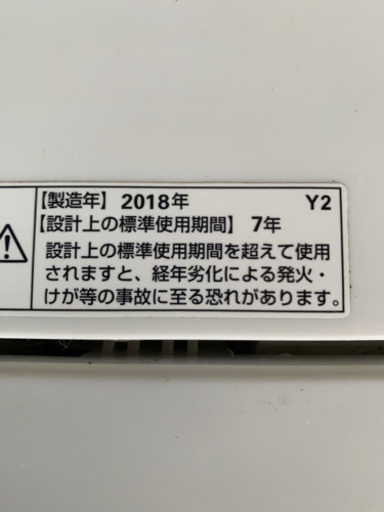 【製造年】2018年 Y2
【設計上の標準使用期間】7年
設計上の標準使用期間を超えて使用
されますと、経年劣化による発火・
けが等の事故に至る恐れがあります。